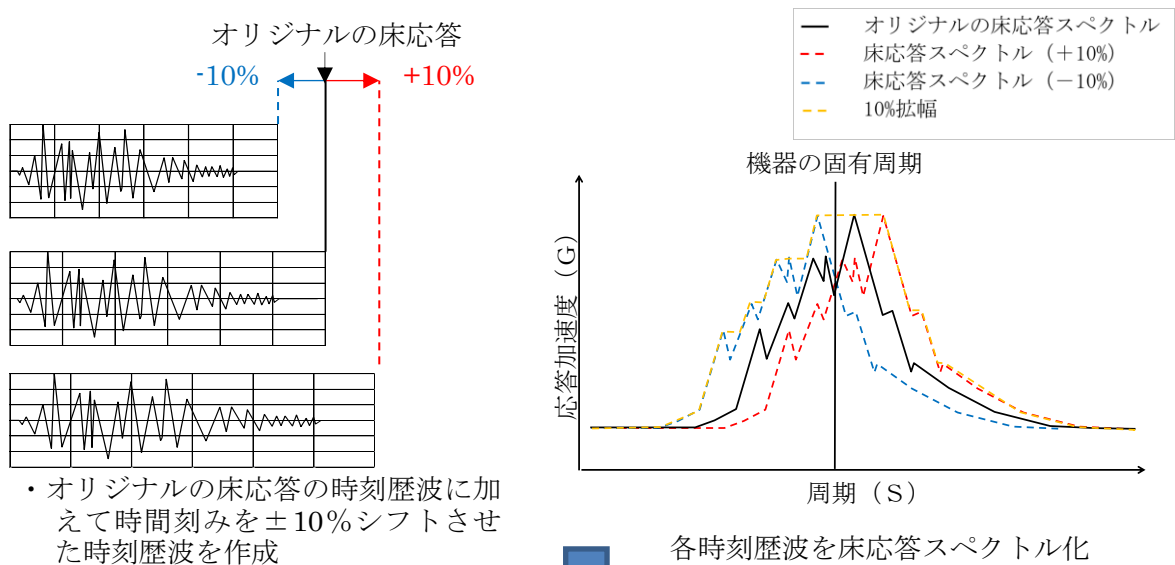 オリジナルの床応答
-10%
+10%
・オリジナルの床応答の時刻歴波に加
えて時間刻みを±10％シフトさせ
た時刻歴波を作成
オリジナルの床応答スペクトル
床応答スペクトル（＋10%）
床応答スペクトル（－10%）
10%拡幅
機器の固有周期
応答加速度（G）
周期（S）
各時刻歴波を床応答スペクトル化